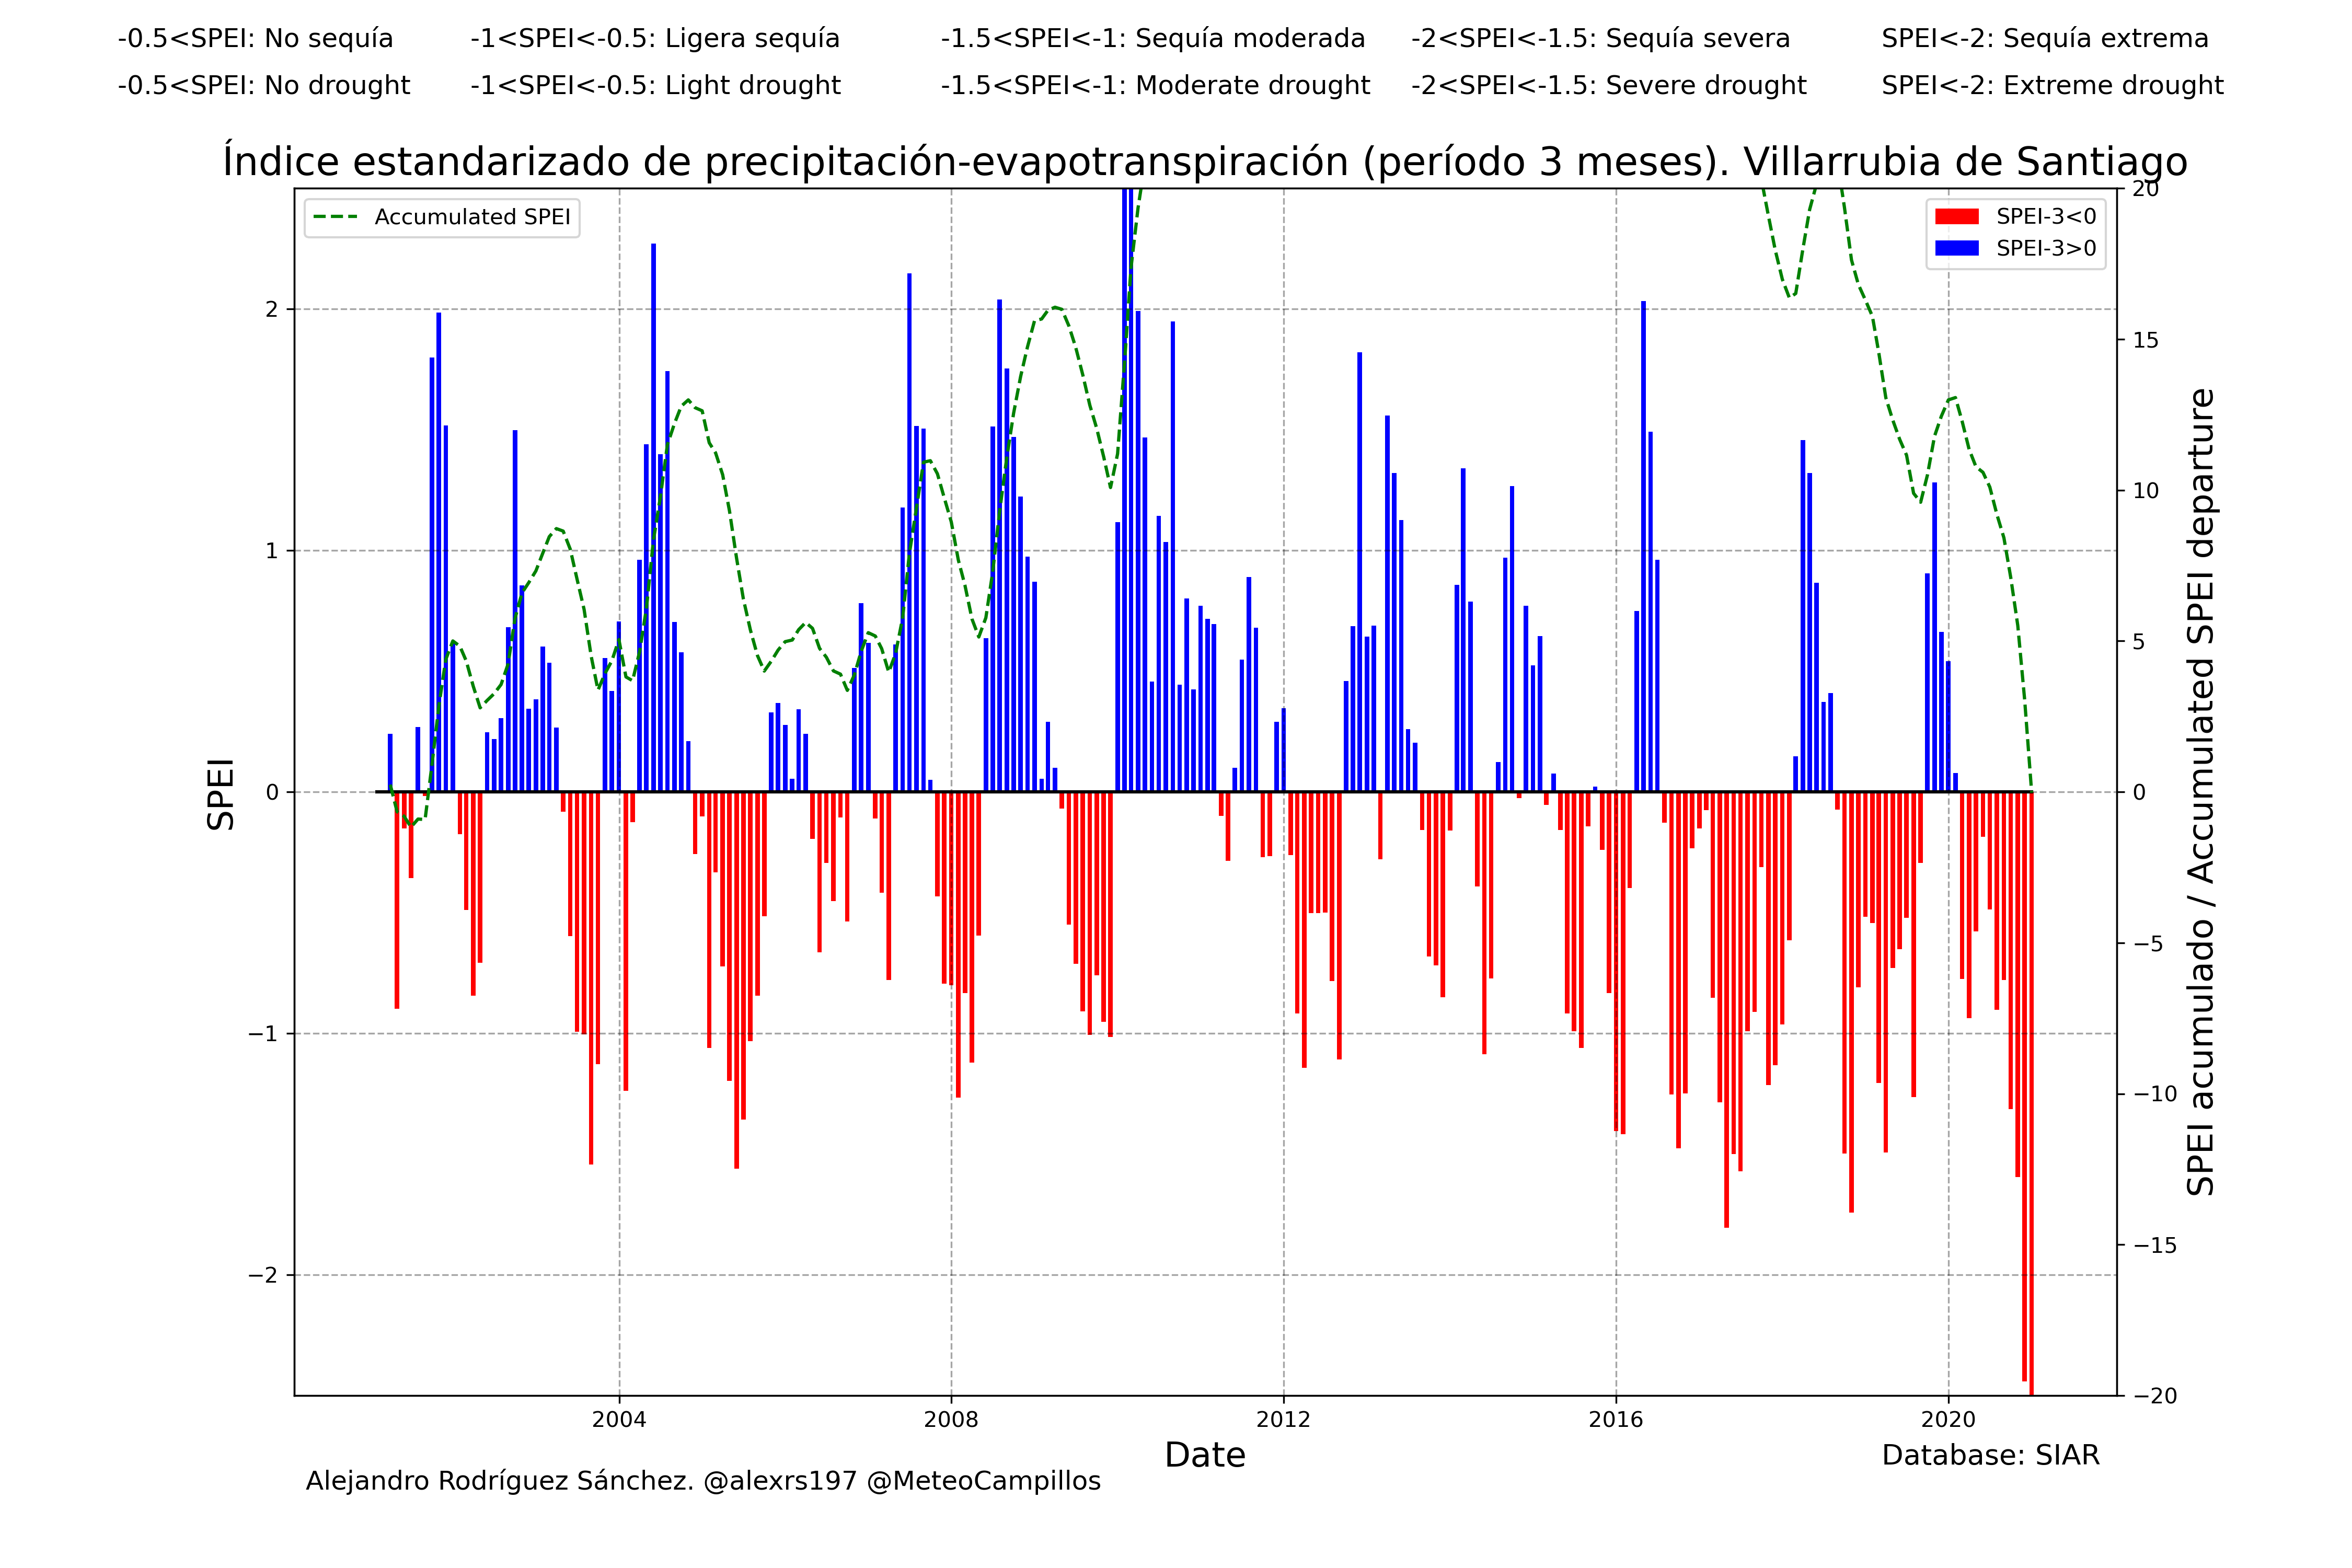 -0.5<SPEI: No sequía -1<SPEI<-0.5: Ligera sequía -1.5<SPEI<-1: Sequía moderada -2<SPEI<-1.5: Sequía severa SPEI<-2: Sequía extrema
-0.5<SPEI: No drought -1<SPEI<-0.5: Light drought -1.5<SPEI<-1: Moderate drought -2<SPEI<-1.5: Severe drought SPEI<-2: Extreme drought
Índice estandarizado de precipitación-evapotranspiración (período 3 meses). Villarrubia de Santiago
Accumulated SPEI
SPEI-3<0
SPEI-3>0
SPEI
2
1
0
−1
−2
20
15
10
5
0
−5
−10
−15
−20
SPEI acumulado / Accumulated SPEI departure
2004 2008 2012 2016 2020
Date
Database: SIAR
Alejandro Rodríguez Sánchez. @alexrs197 @MeteoCampillos